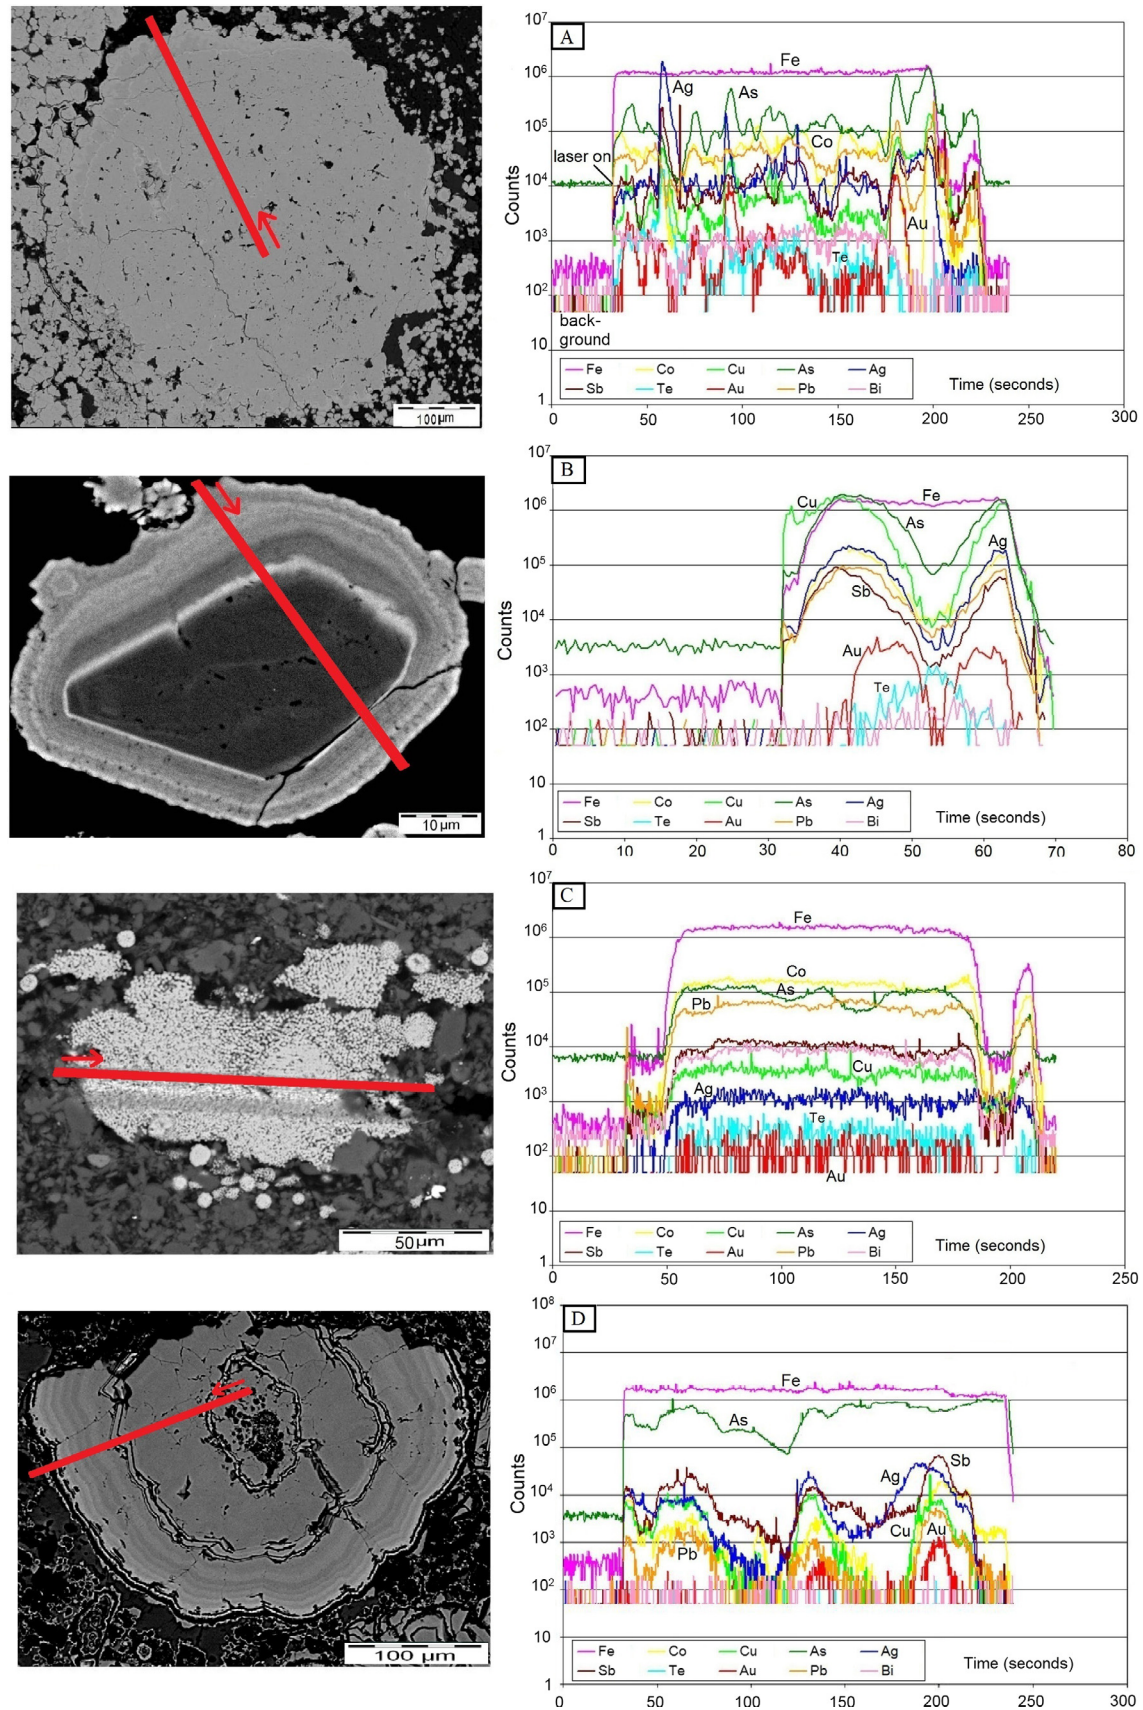 A
10⁷
Fe
10⁶
Ag
As
10⁵
Co
laser on
10⁴
Counts
Au
10³
Te
10²
back-
ground
10
Fe Co Cu As Ag
Sb Te Au Pb Bi
Time (seconds)
1
0 50 100 150 200 250 300
100µm
B
10⁷
10⁶
Cu
Fe
As
10⁵
Ag
Sb
10⁴
Counts
Au
10³
Te
10²
10
Fe Co Cu As Ag
Sb Te Au Pb Bi
Time (seconds)
1
0 10 20 30 40 50 60 70 80
10 µm
C
10⁷
Fe
10⁶
Co
As
10⁵
Pb
10⁴
Cu
Counts
Ag
10³
Te
10²
Au
10
Fe Co Cu As Ag
Sb Te Au Pb Bi
Time (seconds)
1
0 50 100 150 200 250
50µm
D
10⁸
10⁷
Fe
10⁶
As
10⁵
Sb
Ag
10⁴
Counts
Cu
Au
10³
Pb
10²
10
Fe Co Cu As Ag
Sb Te Au Pb Bi
Time (seconds)
1
0 50 100 150 200 250 300
100 µm